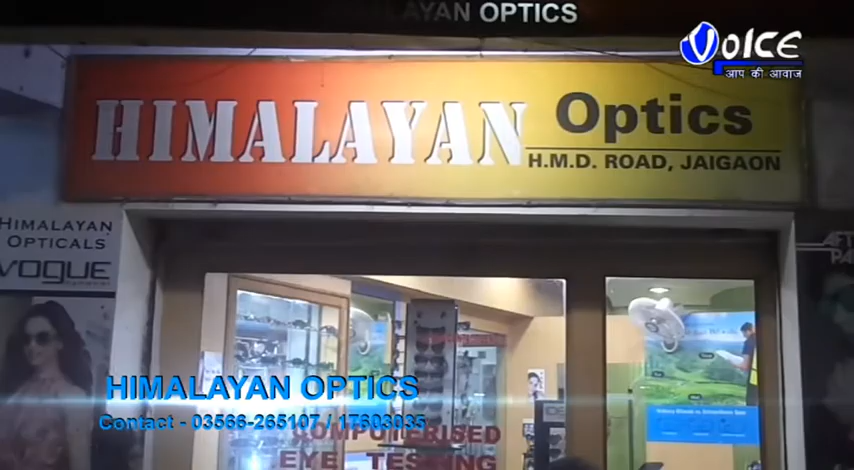 LAYAN OPTICS
VOICE
आप की आवाज
HIMALAYAN Optics
H.M.D. ROAD, JAIGAON
HIMALAYAN
OPTICALS
VOGUE
HIMALAYAN OPTICS
Contact - 03566-265107 / 17603035
COMPUTERISED
EYE TESTING